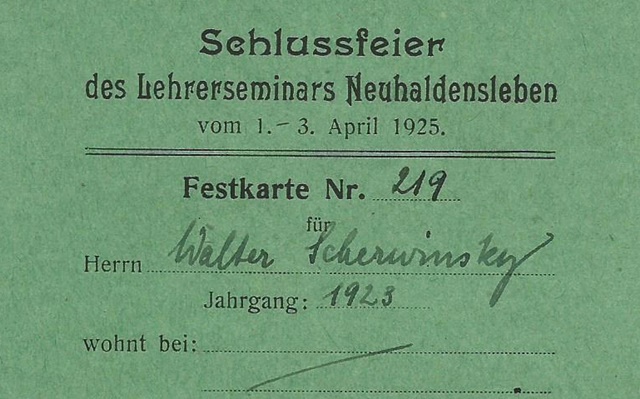 Schlussfeier
des Lehrerseminars Neuhaldensleben
vom 1.–3. April 1925.
Festkarte Nr. 219
für
Herrn Walter Scherwinsky
Jahrgang: 1923
wohnt bei: